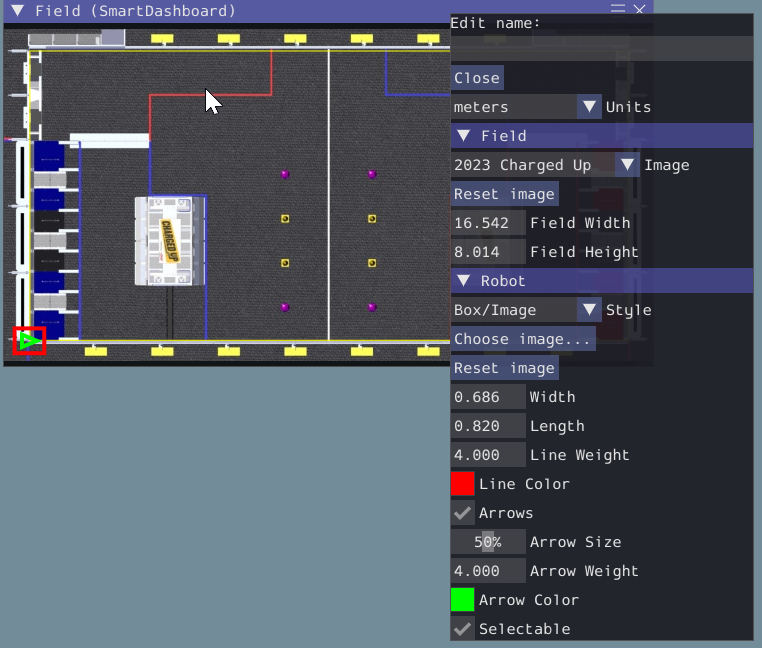 Field (SmartDashboard)
Edit name:
Close
meters Units
Field
2023 Charged Up Image
Reset image
16.542 Field Width
8.014 Field Height
Robot
Box/Image Style
Choose image...
Reset image
0.686 Width
0.820 Length
4.000 Line Weight
Line Color
Arrows
50% Arrow Size
4.000 Arrow Weight
Arrow Color
Selectable
CHARGED UP